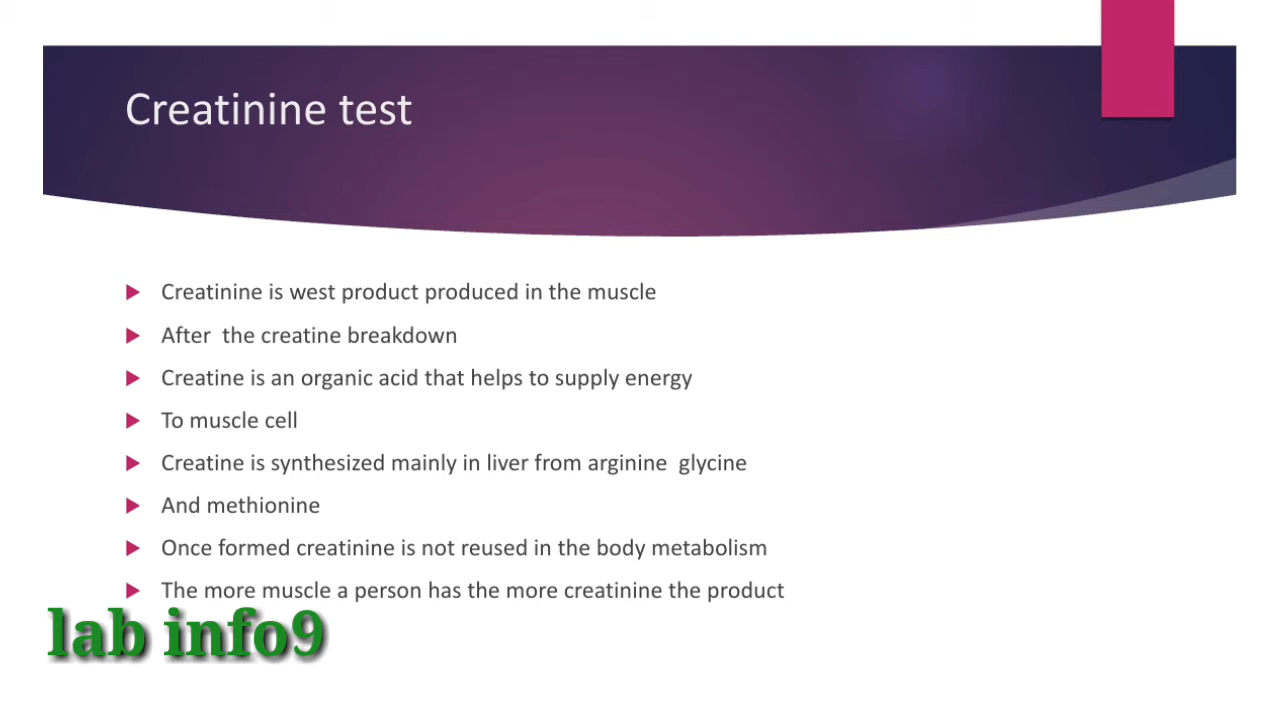 Creatinine test
Creatinine is west product produced in the muscle
After the creatine breakdown
Creatine is an organic acid that helps to supply energy
To muscle cell
Creatine is synthesized mainly in liver from arginine glycine
And methionine
Once formed creatinine is not reused in the body metabolism
The more muscle a person has the more creatinine the product
lab info9